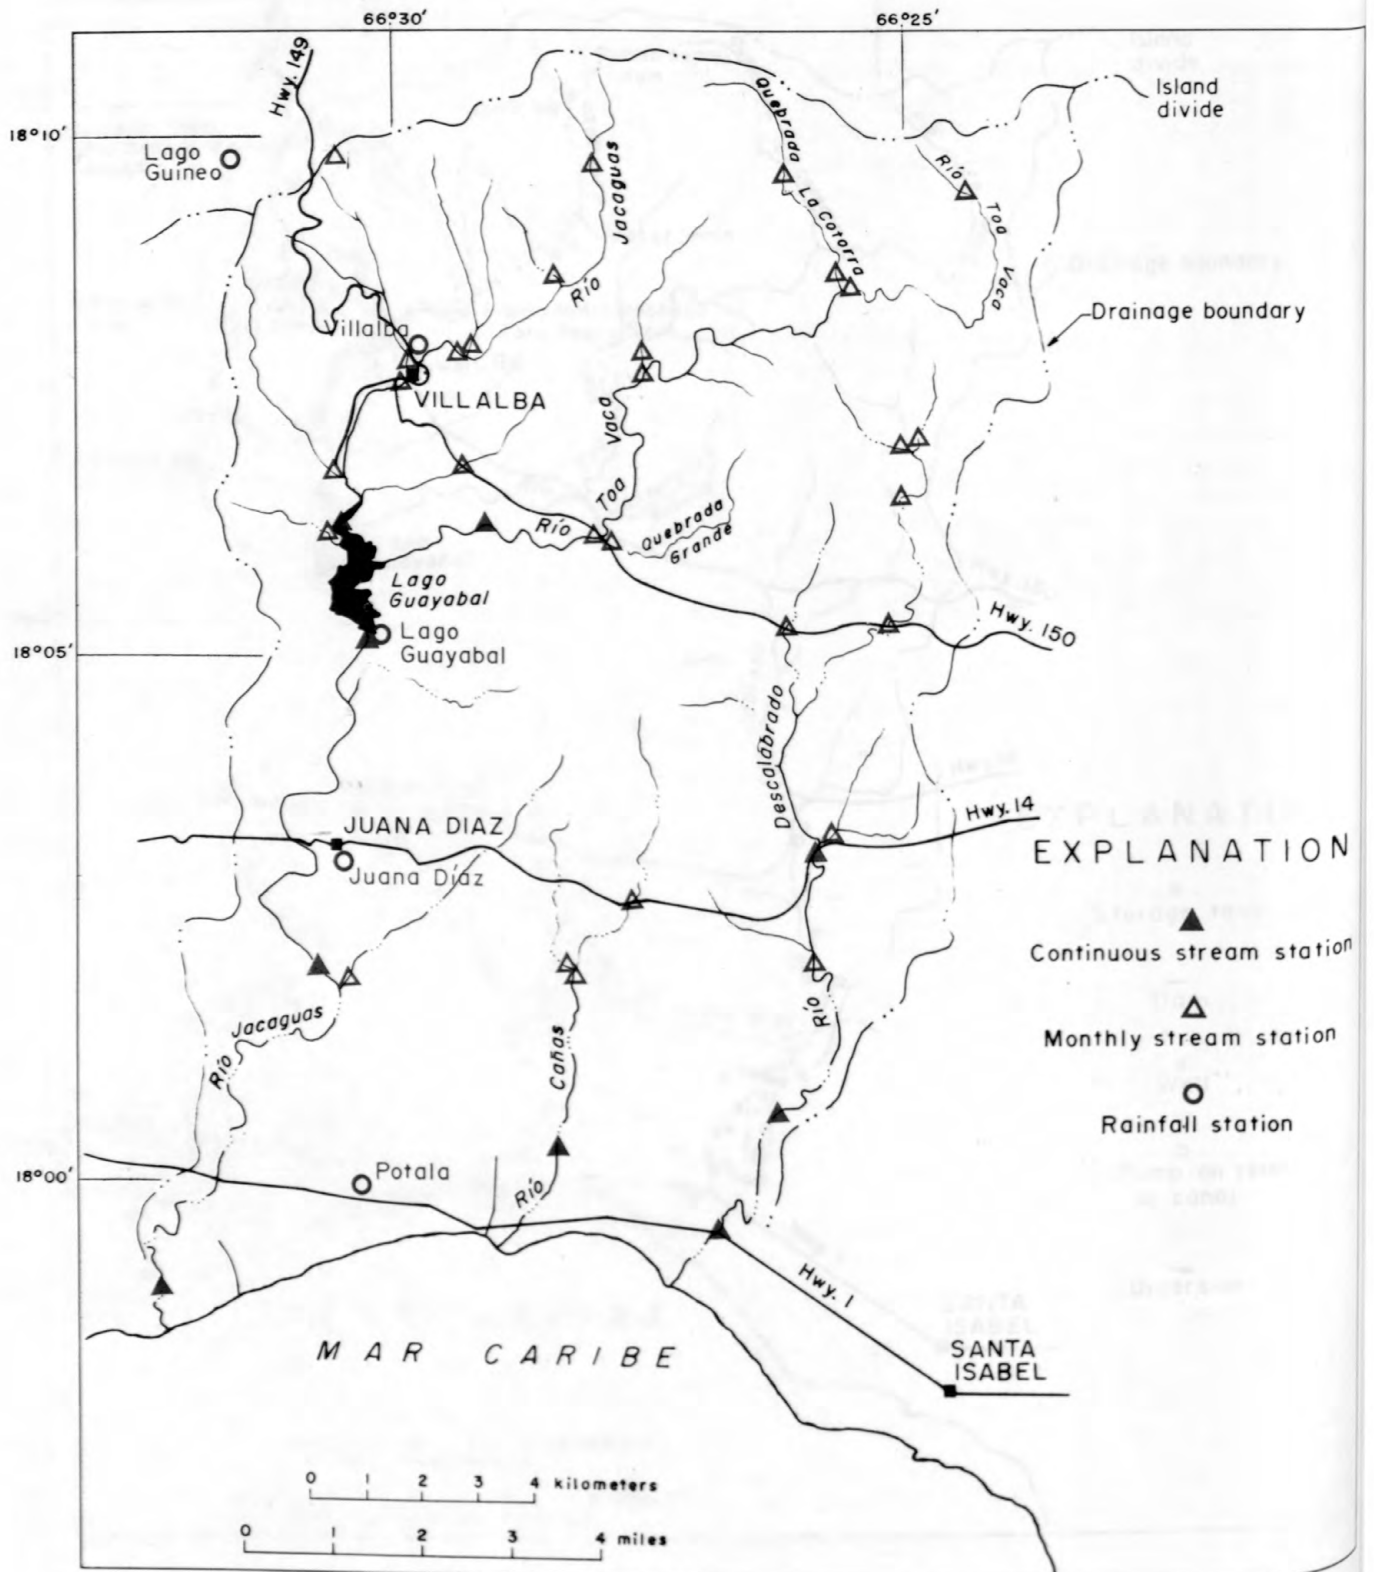 66°30'
66°25'
Hwy. 149
Island
divide
18°10'
Lago
Guineo
Quebrada
La Cotorra
Río
Toa
Vaca
Jacaguas
Río
Drainage boundary
Villalba
VILLALBA
Vaca
Toa
Río
Quebrada
Grande
Lago
Guayabal
Lago
Guayabal
Hwy. 150
18°05'
Descalabrado
Hwy. 14
JUANA DIAZ
Juana Díaz
EXPLANATION
Continuous stream station
Monthly stream station
Rainfall station
Jacaguas
Río
Cañas
Río
Río
18°00'
Potala
Hwy. 1
MAR CARIBE
SANTA
ISABEL
0 1 2 3 4 kilometers
0 1 2 3 4 miles